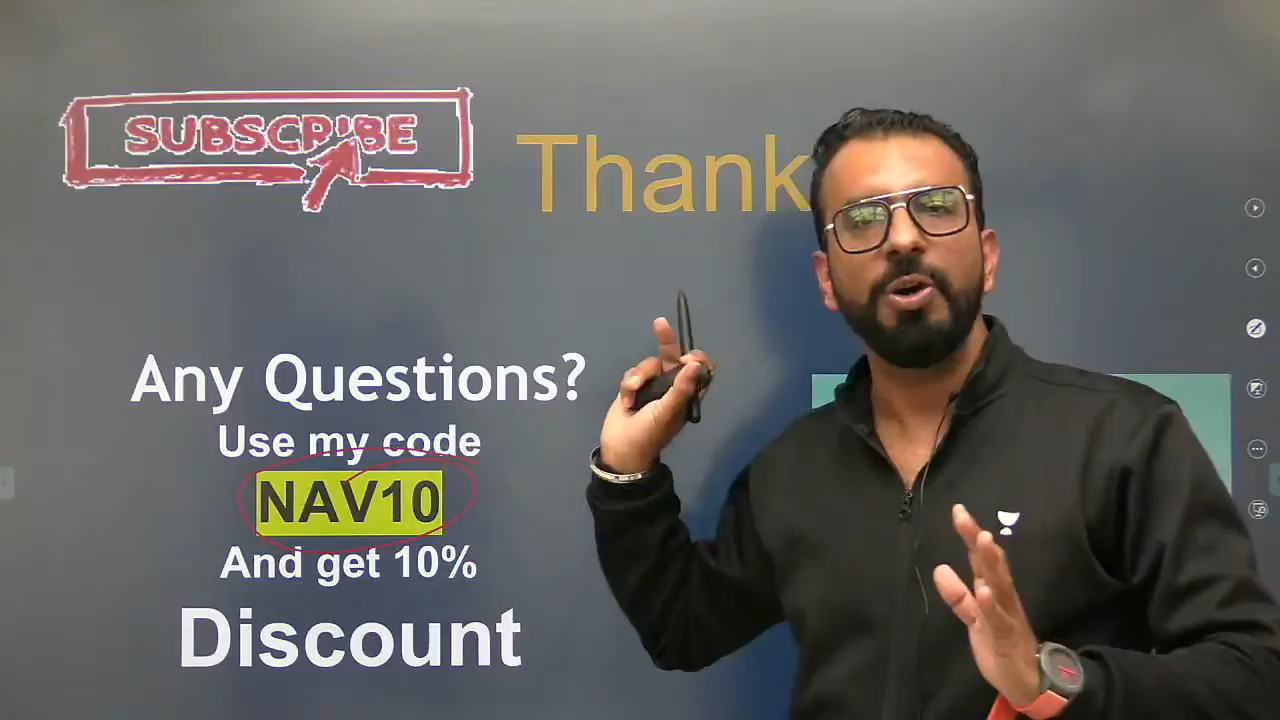 SUBSCRIBE
Thank
Any Questions?
Use my code
NAV10
And get 10%
Discount